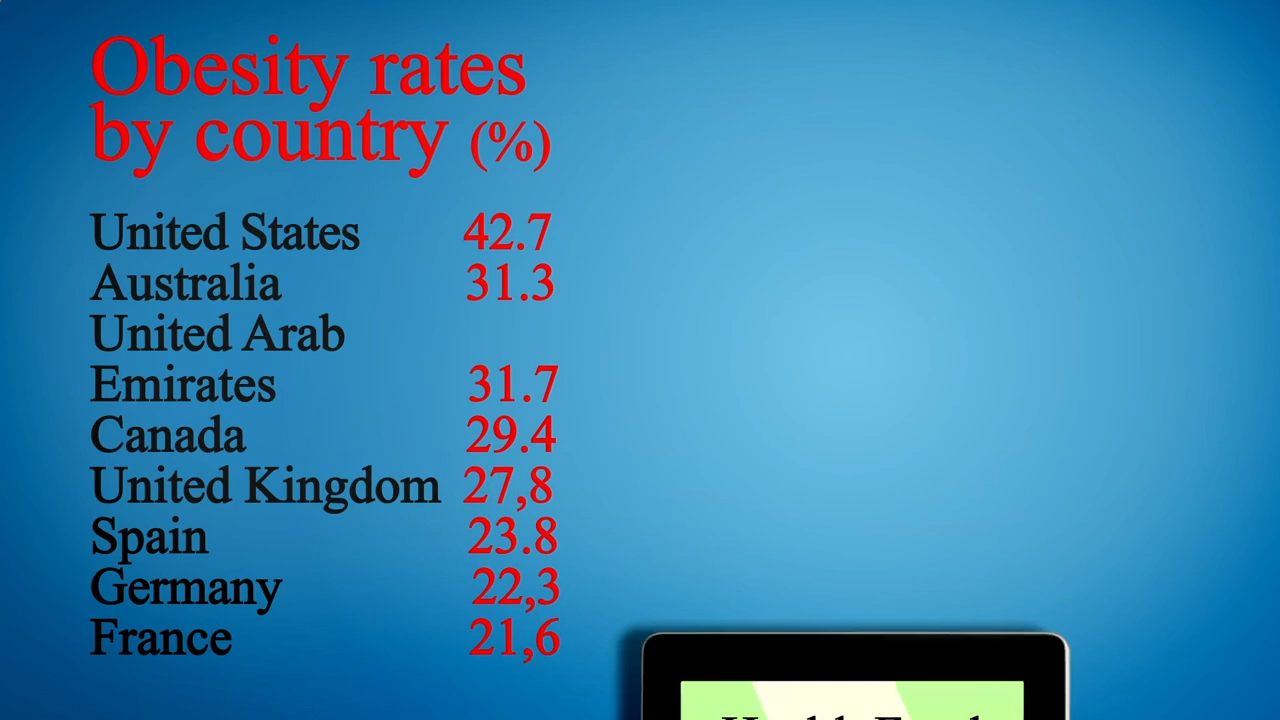 Obesity rates
by country (%)
United States 42.7
Australia 31.3
United Arab
Emirates 31.7
Canada 29.4
United Kingdom 27,8
Spain 23.8
Germany 22,3
France 21,6